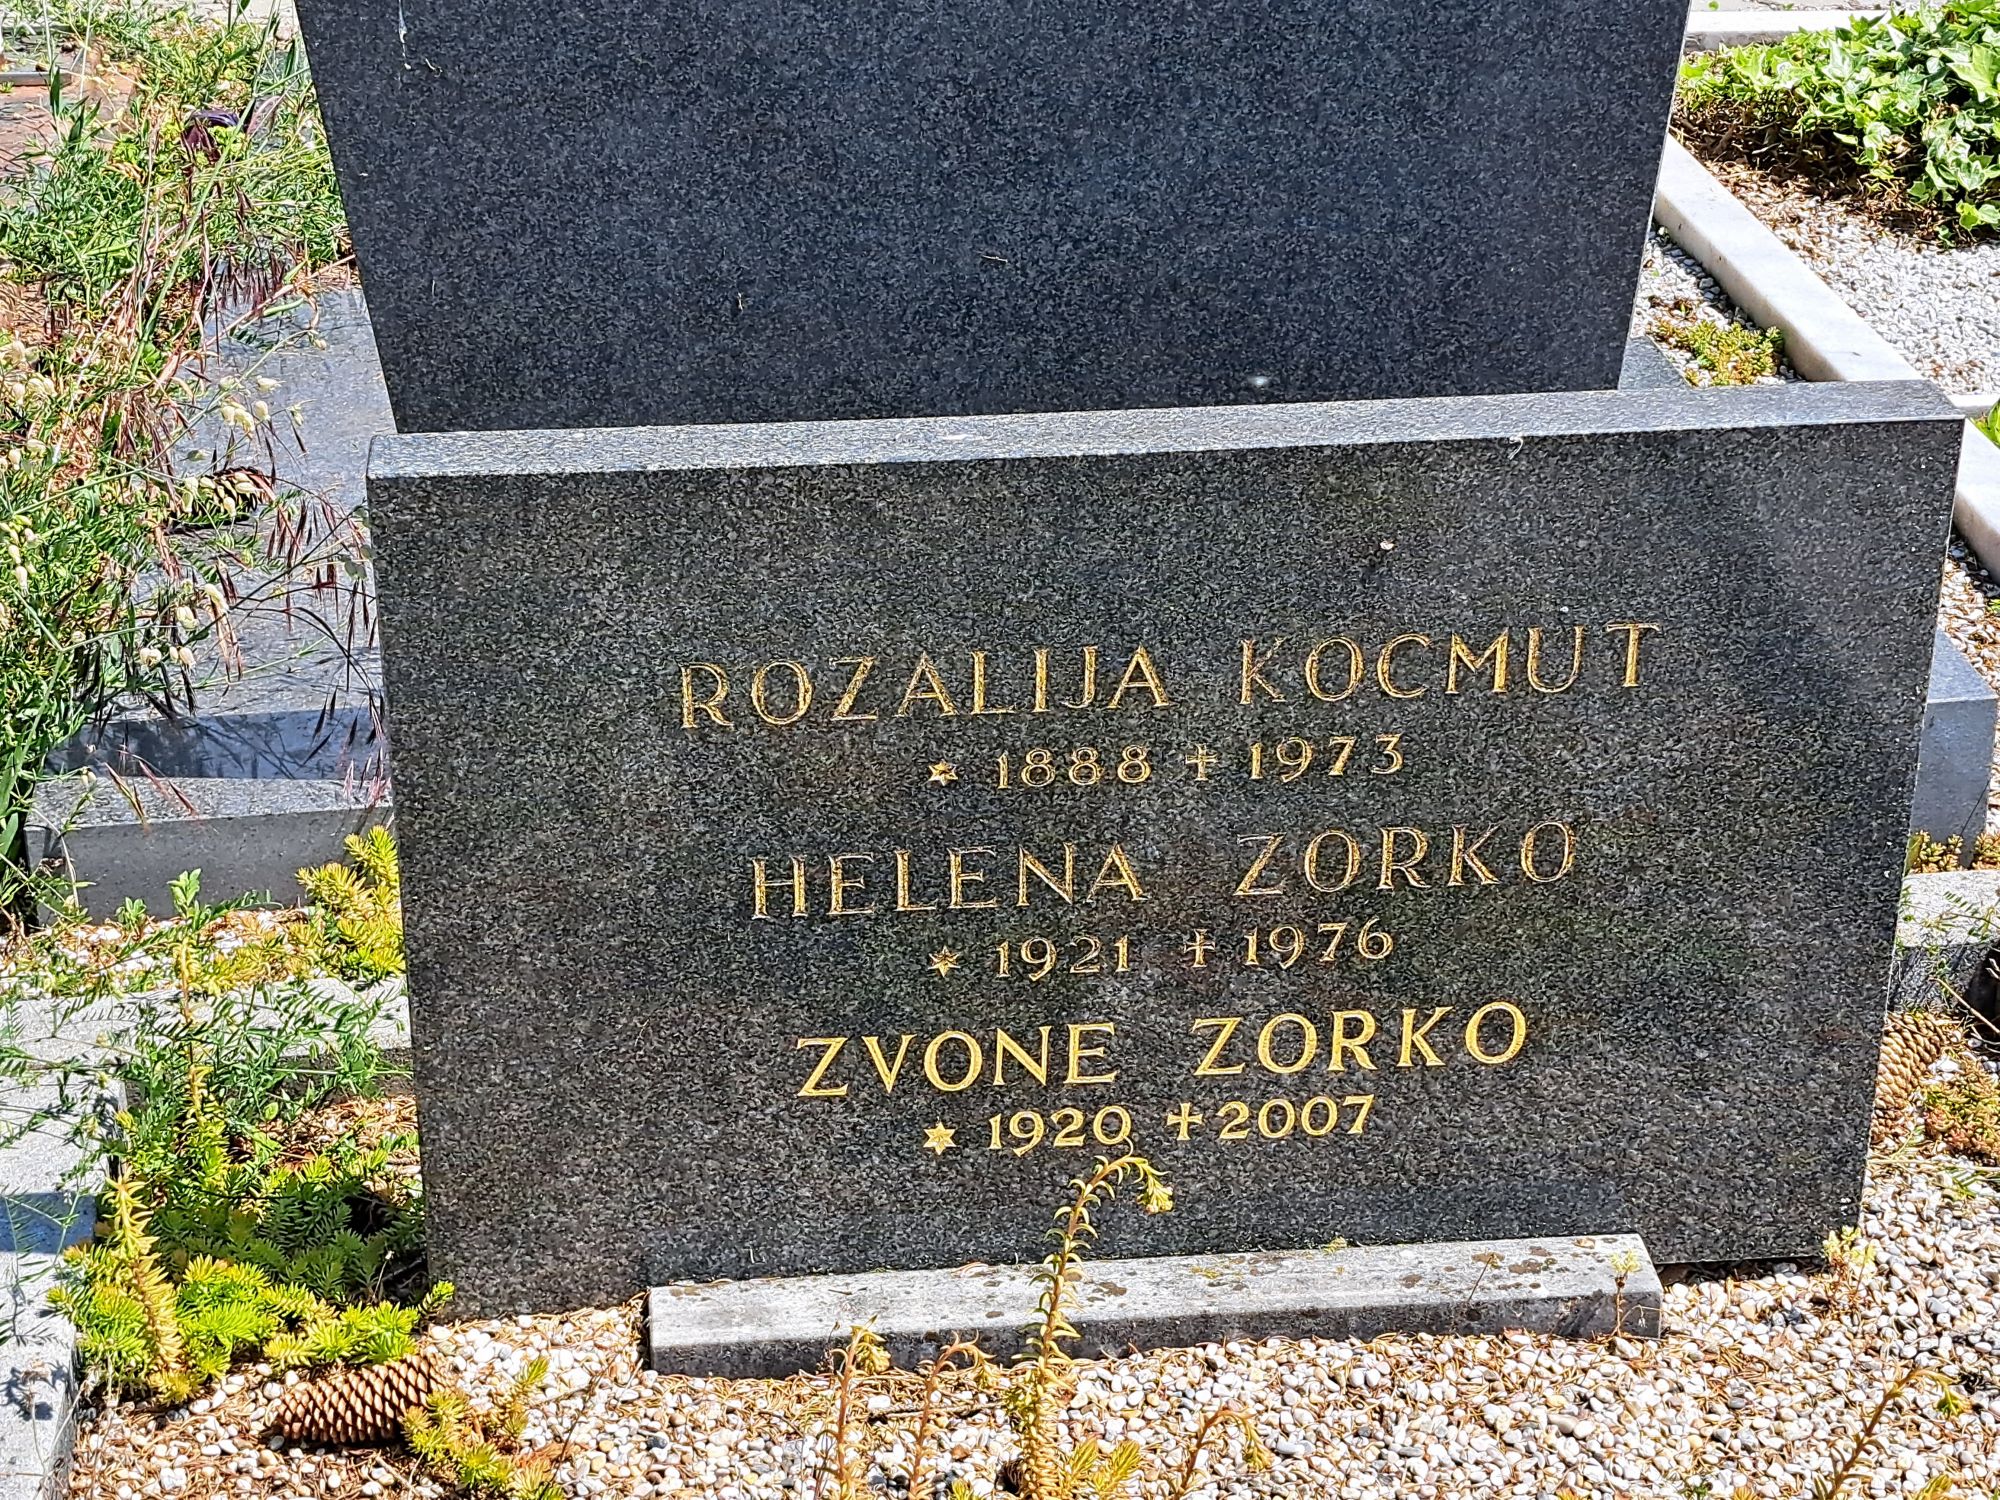 ROZALIJA KOCMUT
* 1888 + 1973
HELENA ZORKO
* 1921 + 1976
ZVONE ZORKO
* 1920 + 2007